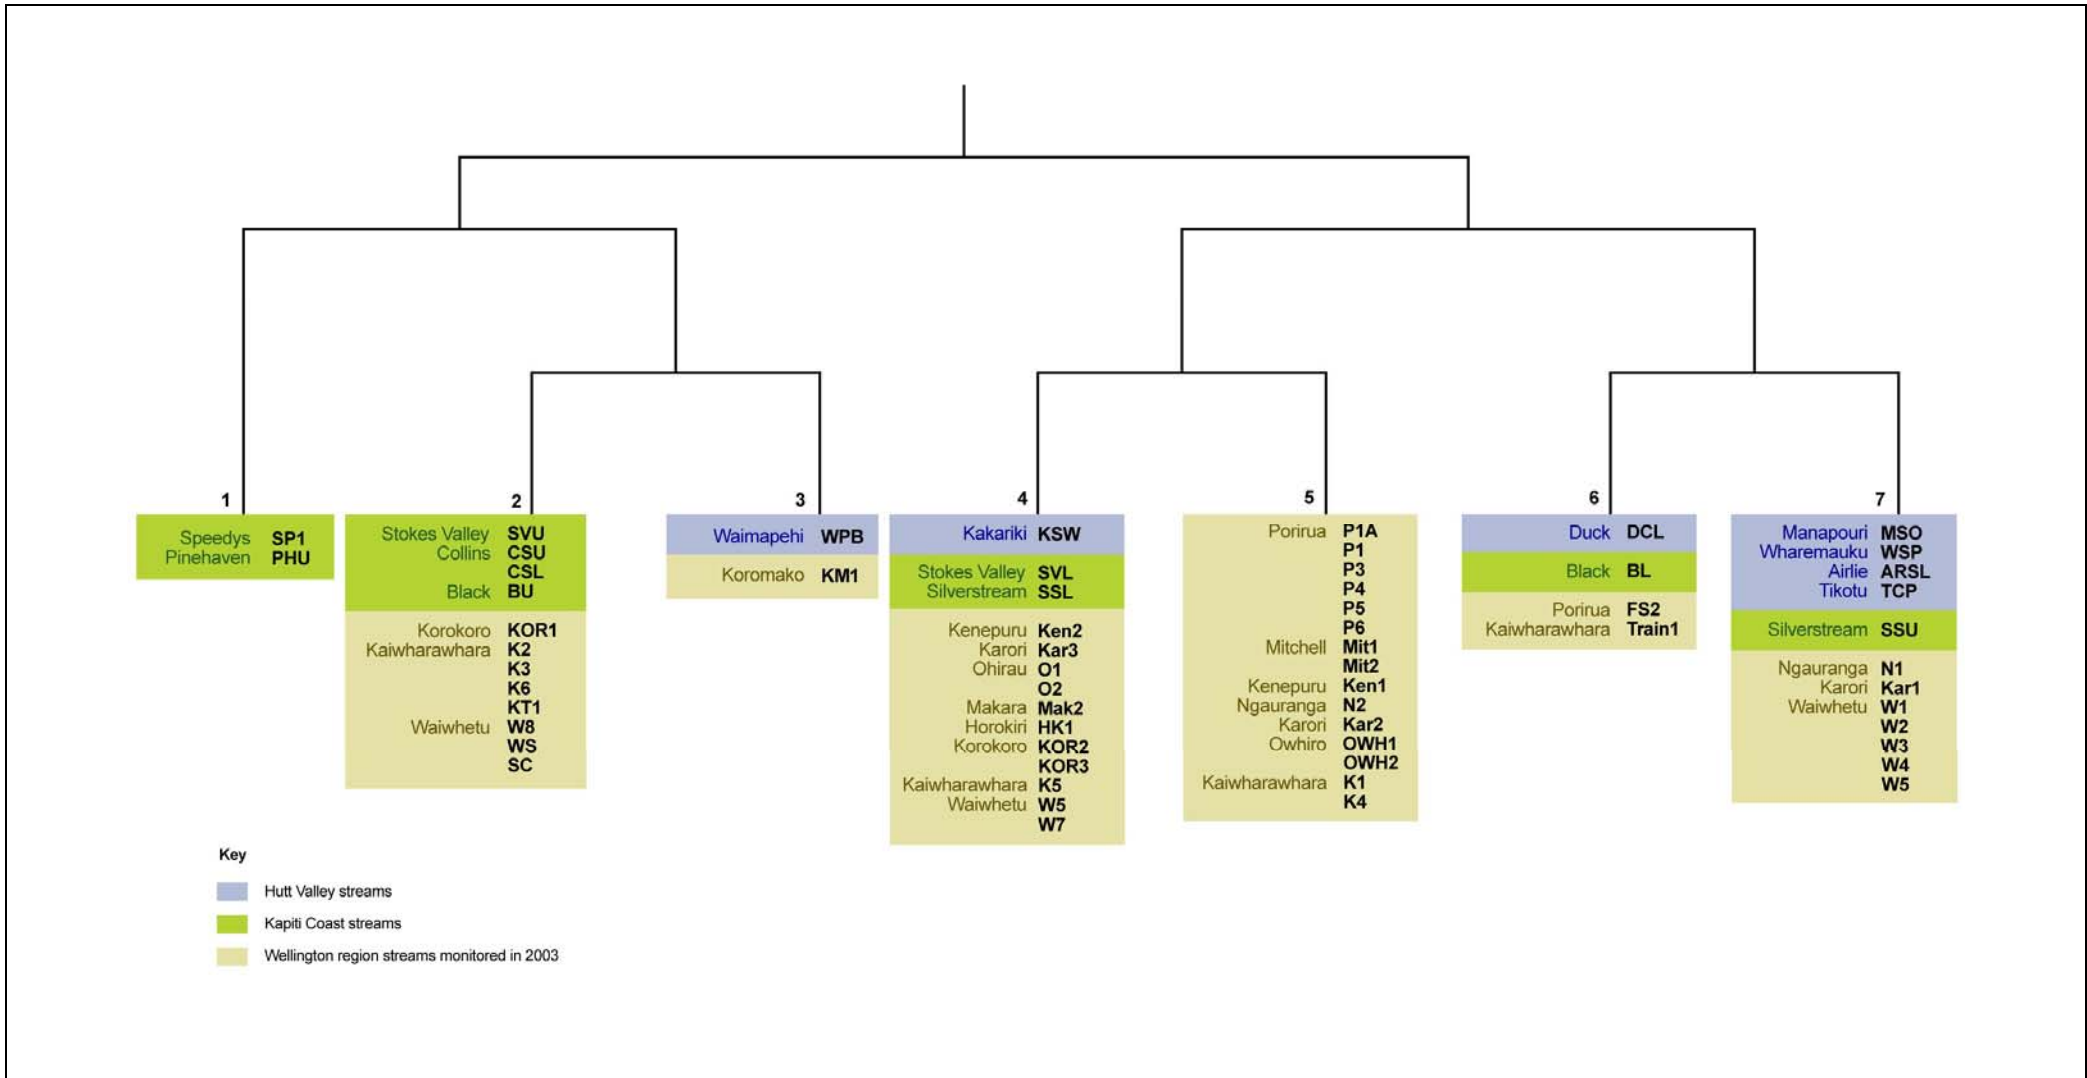 1
Speedys SP1
Pinehaven PHU
2
Stokes Valley SVU
Collins CSU
CSL
Black BU
Korokoro KOR1
Kaiwharawhara K2
K3
K6
KT1
Waiwhetu W8
WS
SC
3
Waimapehi WPB
Koromako KM1
4
Kakariki KSW
Stokes Valley SVL
Silverstream SSL
Kenepuru Ken2
Karori Kar3
Ohirau O1
O2
Makara Mak2
Horokiri HK1
Korokoro KOR2
KOR3
Kaiwharawhara K5
Waiwhetu W5
W7
5
Porirua P1A
P1
P3
P4
P5
P6
Mitchell Mit1
Mit2
Kenepuru Ken1
Ngauranga N2
Karori Kar2
Owhiro OWH1
OWH2
Kaiwharawhara K1
K4
6
Duck DCL
Black BL
Porirua FS2
Kaiwharawhara Train1
7
Manapouri MSO
Wharemauku WSP
Airlie ARSL
Tikotu TCP
Silverstream SSU
Ngauranga N1
Karori Kar1
Waiwhetu W1
W2
W3
W4
W5
Key
Hutt Valley streams
Kapiti Coast streams
Wellington region streams monitored in 2003